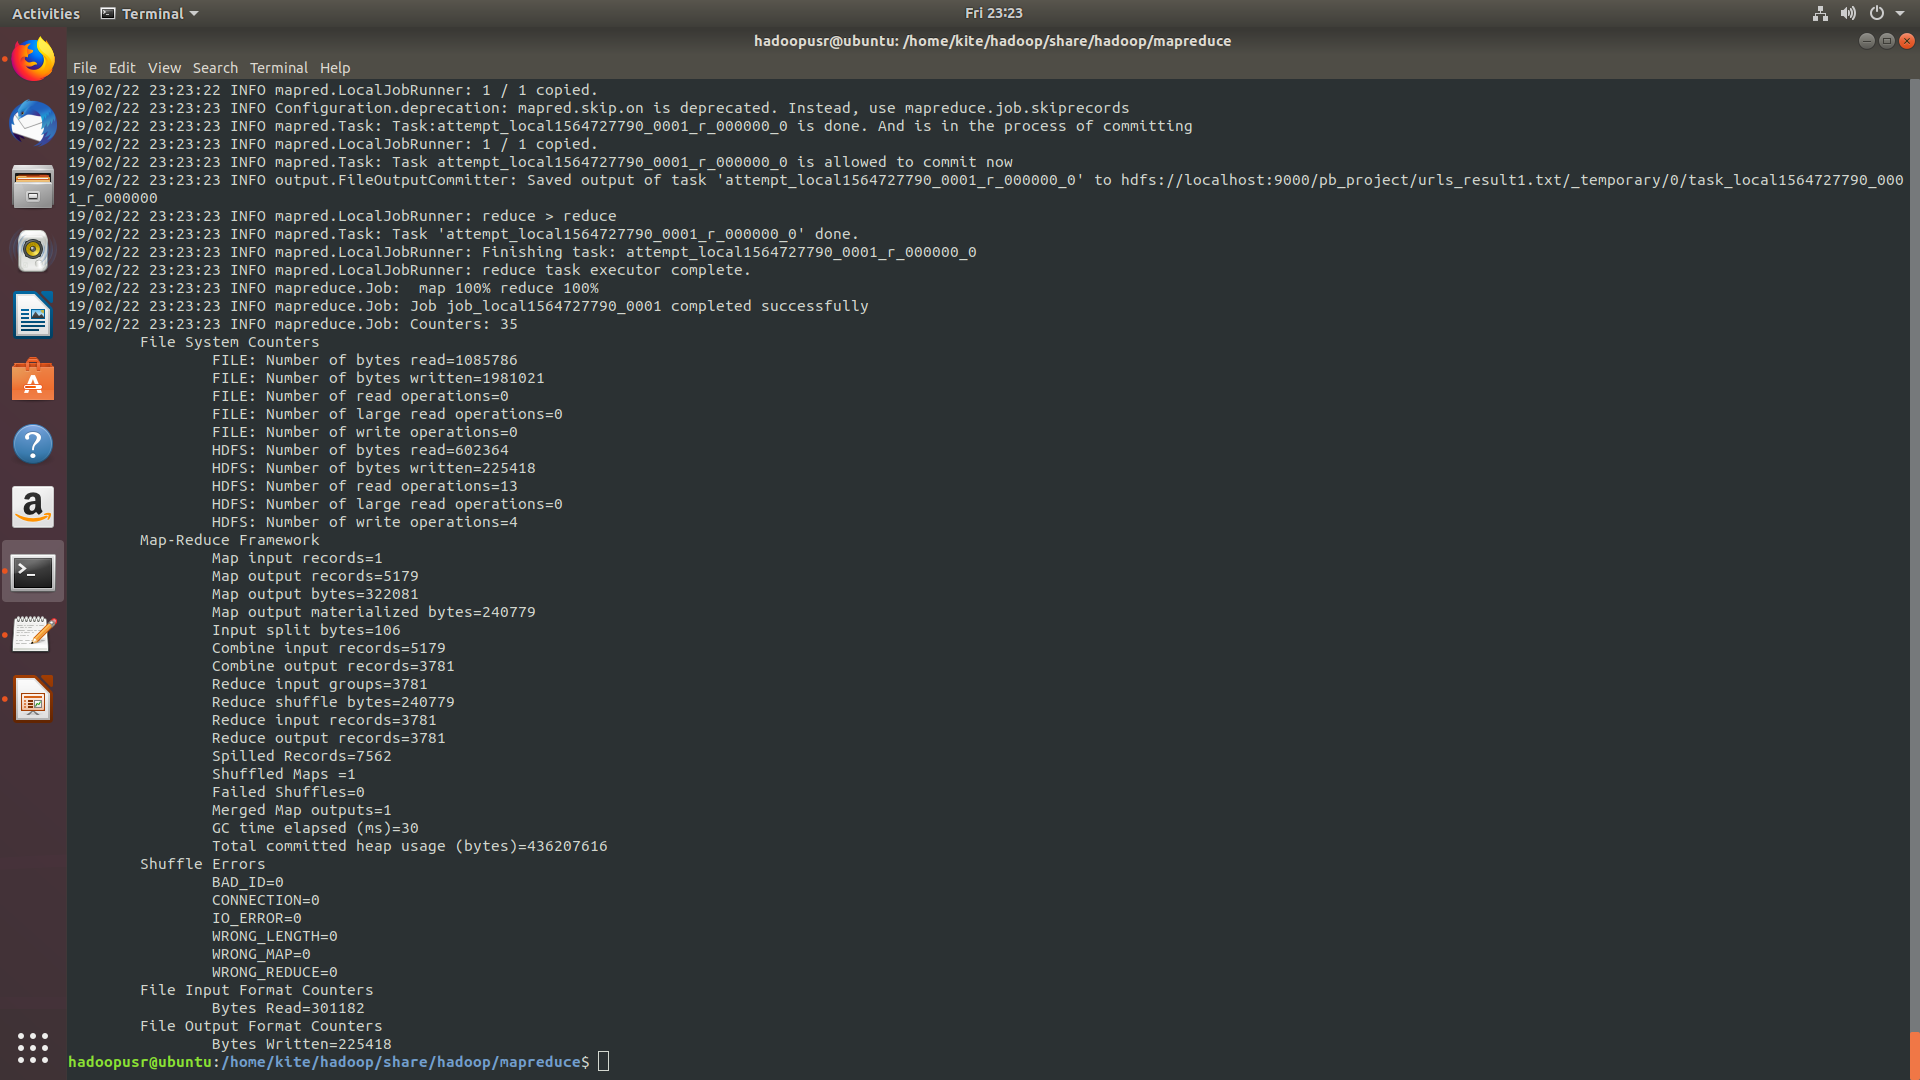 Activities Terminal Fri 23:23
hadoopusr@ubuntu: /home/kite/hadoop/share/hadoop/mapreduce
File Edit View Search Terminal Help
19/02/22 23:23:22 INFO mapred.LocalJobRunner: 1 / 1 copied.
19/02/22 23:23:23 INFO Configuration.deprecation: mapred.skip.on is deprecated. Instead, use mapreduce.job.skiprecords
19/02/22 23:23:23 INFO mapred.Task: Task:attempt_local1564727790_0001_r_000000_0 is done. And is in the process of committing
19/02/22 23:23:23 INFO mapred.LocalJobRunner: 1 / 1 copied.
19/02/22 23:23:23 INFO mapred.Task: Task attempt_local1564727790_0001_r_000000_0 is allowed to commit now
19/02/22 23:23:23 INFO output.FileOutputCommitter: Saved output of task 'attempt_local1564727790_0001_r_000000_0' to hdfs://localhost:9000/pb_project/urls_result1.txt/_temporary/0/task_local1564727790_000
1_r_000000
19/02/22 23:23:23 INFO mapred.LocalJobRunner: reduce > reduce
19/02/22 23:23:23 INFO mapred.Task: Task 'attempt_local1564727790_0001_r_000000_0' done.
19/02/22 23:23:23 INFO mapred.LocalJobRunner: Finishing task: attempt_local1564727790_0001_r_000000_0
19/02/22 23:23:23 INFO mapred.LocalJobRunner: reduce task executor complete.
19/02/22 23:23:23 INFO mapreduce.Job:  map 100% reduce 100%
19/02/22 23:23:23 INFO mapreduce.Job: Job job_local1564727790_0001 completed successfully
19/02/22 23:23:23 INFO mapreduce.Job: Counters: 35
File System Counters
FILE: Number of bytes read=1085786
FILE: Number of bytes written=1981021
FILE: Number of read operations=0
FILE: Number of large read operations=0
FILE: Number of write operations=0
HDFS: Number of bytes read=602364
HDFS: Number of bytes written=225418
HDFS: Number of read operations=13
HDFS: Number of large read operations=0
HDFS: Number of write operations=4
Map-Reduce Framework
Map input records=1
Map output records=5179
Map output bytes=322081
Map output materialized bytes=240779
Input split bytes=106
Combine input records=5179
Combine output records=3781
Reduce input groups=3781
Reduce shuffle bytes=240779
Reduce input records=3781
Reduce output records=3781
Spilled Records=7562
Shuffled Maps =1
Failed Shuffles=0
Merged Map outputs=1
GC time elapsed (ms)=30
Total committed heap usage (bytes)=436207616
Shuffle Errors
BAD_ID=0
CONNECTION=0
IO_ERROR=0
WRONG_LENGTH=0
WRONG_MAP=0
WRONG_REDUCE=0
File Input Format Counters
Bytes Read=301182
File Output Format Counters
Bytes Written=225418
hadoopusr@ubuntu:/home/kite/hadoop/share/hadoop/mapreduce$